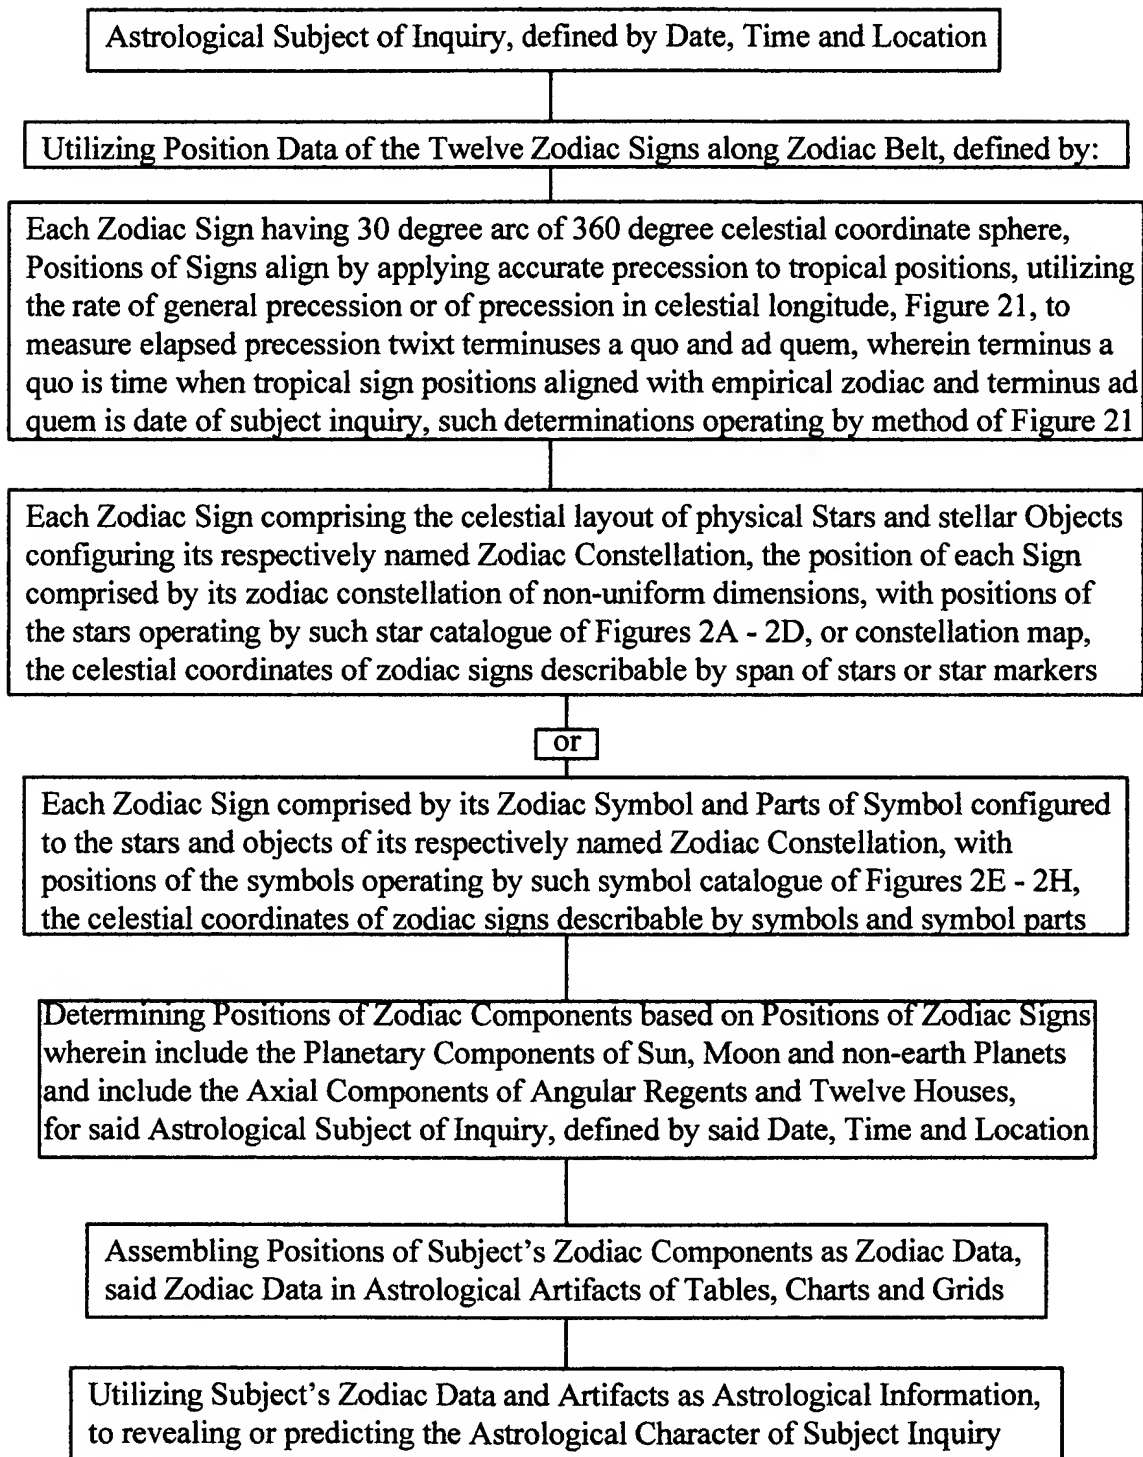 Astrological Subject of Inquiry, defined by Date, Time and Location
Utilizing Position Data of the Twelve Zodiac Signs along Zodiac Belt, defined by:
Each Zodiac Sign having 30 degree arc of 360 degree celestial coordinate sphere,
Positions of Signs align by applying accurate precession to tropical positions, utilizing
the rate of general precession or of precession in celestial longitude, Figure 21, to
measure elapsed precession twixt terminuses a quo and ad quem, wherein terminus a
quo is time when tropical sign positions aligned with empirical zodiac and terminus ad
quem is date of subject inquiry, such determinations operating by method of Figure 21
Each Zodiac Sign comprising the celestial layout of physical Stars and stellar Objects
configuring its respectively named Zodiac Constellation, the position of each Sign
comprised by its zodiac constellation of non-uniform dimensions, with positions of
the stars operating by such star catalogue of Figures 2A - 2D, or constellation map,
the celestial coordinates of zodiac signs describable by span of stars or star markers
or
Each Zodiac Sign comprised by its Zodiac Symbol and Parts of Symbol configured
to the stars and objects of its respectively named Zodiac Constellation, with
positions of the symbols operating by such symbol catalogue of Figures 2E - 2H,
the celestial coordinates of zodiac signs describable by symbols and symbol parts
Determining Positions of Zodiac Components based on Positions of Zodiac Signs
wherein include the Planetary Components of Sun, Moon and non-earth Planets
and include the Axial Components of Angular Regents and Twelve Houses,
for said Astrological Subject of Inquiry, defined by said Date, Time and Location
Assembling Positions of Subject's Zodiac Components as Zodiac Data,
said Zodiac Data in Astrological Artifacts of Tables, Charts and Grids
Utilizing Subject's Zodiac Data and Artifacts as Astrological Information,
to revealing or predicting the Astrological Character of Subject Inquiry